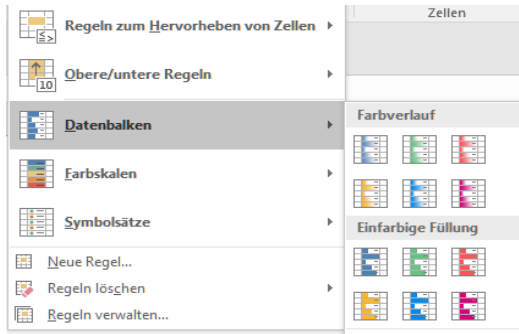 Zellen
Regeln zum Hervorheben von Zellen
Obere/untere Regeln
10
Datenbalken
Farbverlauf
Farbskalen
Symbolsätze
Einfarbige Füllung
Neue Regel...
Regeln löschen
Regeln verwalten...